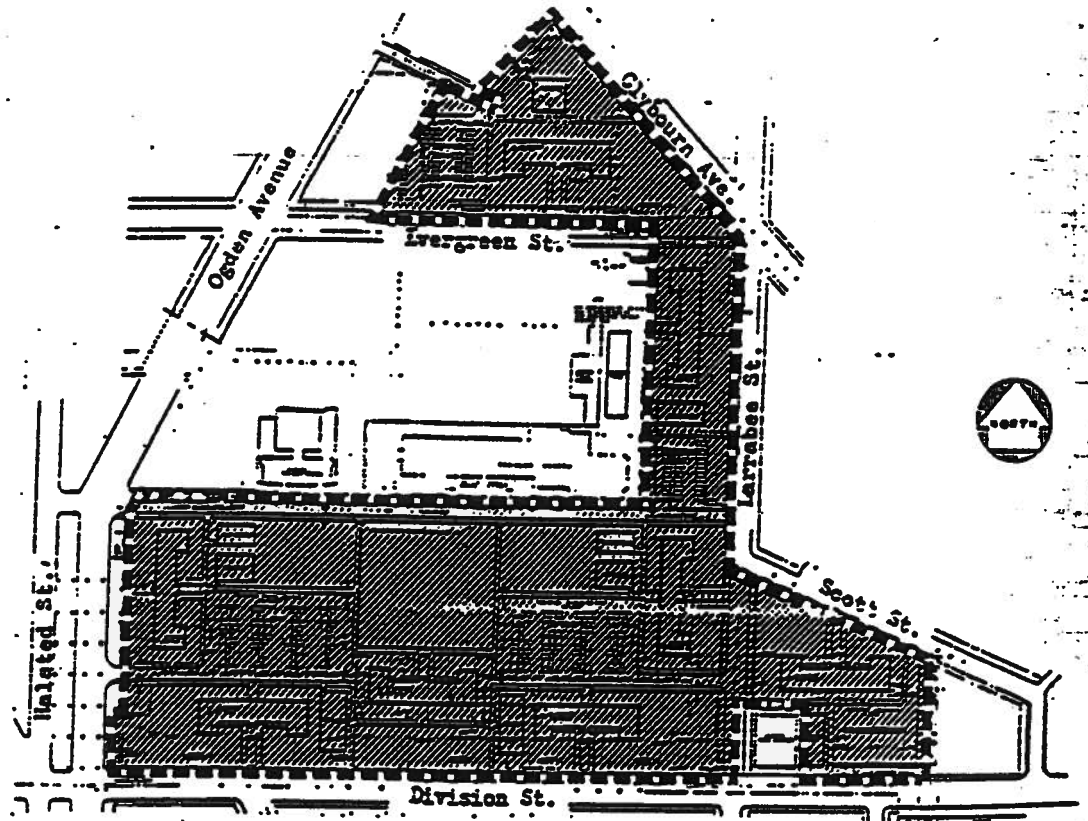 Clybourn Ave.
Ogden Avenue
Evergreen St.
Larrabee St.
Scott St.
Halsted St.
Division St.